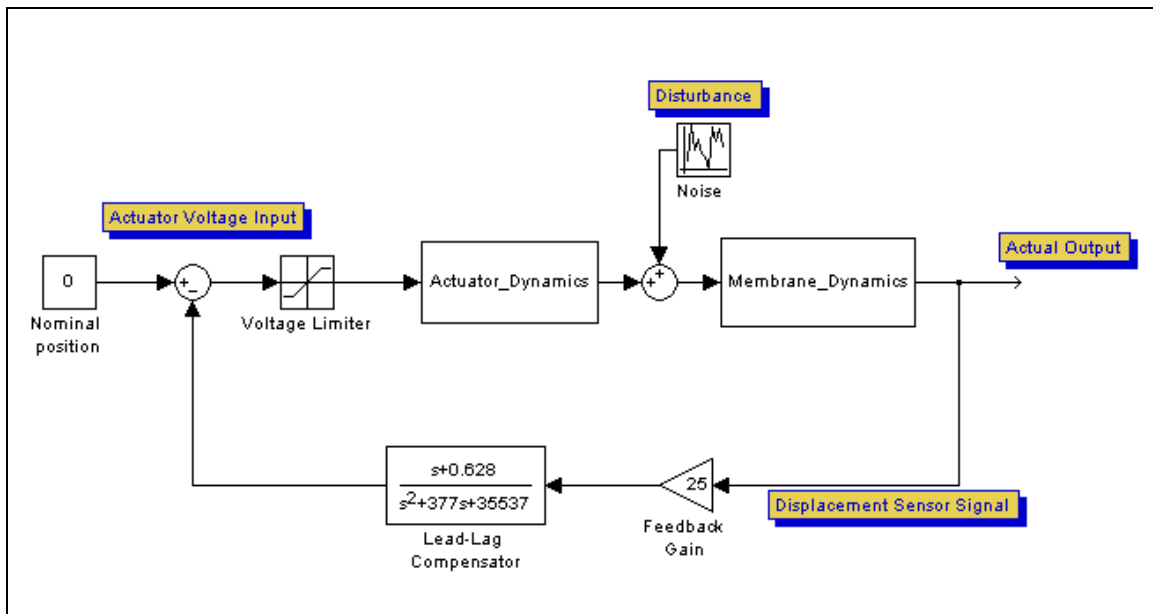 Disturbance
Noise
Actuator Voltage Input
Actual Output
0
+
−
+
+
Actuator_Dynamics
Membrane_Dynamics
Nominal
position
Voltage Limiter
s+0.628
s2+377s+35537
25
Displacement Sensor Signal
Lead-Lag
Compensator
Feedback
Gain